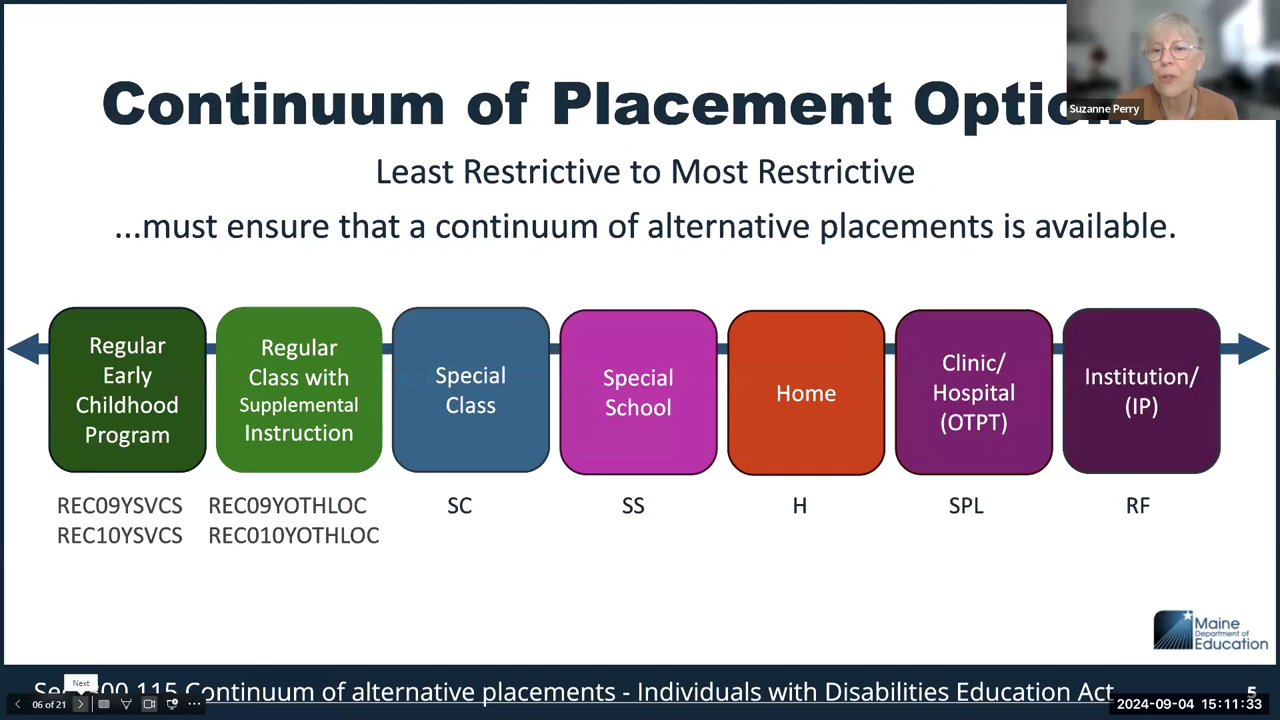 Continuum of Placement Options
Suzanne Perry
Least Restrictive to Most Restrictive
...must ensure that a continuum of alternative placements is available.
Regular
Early
Childhood
Program
Regular
Class with
Supplemental
Instruction
Special
Class
Special
School
Home
Clinic/
Hospital
(OTPT)
Institution/
(IP)
REC09YSVCS
REC10YSVCS
REC09YOTHLOC
REC010YOTHLOC
SC
SS
H
SPL
RF
Maine
Department of
Education
Next
115 Continuum of alternative placements - Individuals with Disabilities Education Act
5
06 of 21
2024-09-04 15:11:33